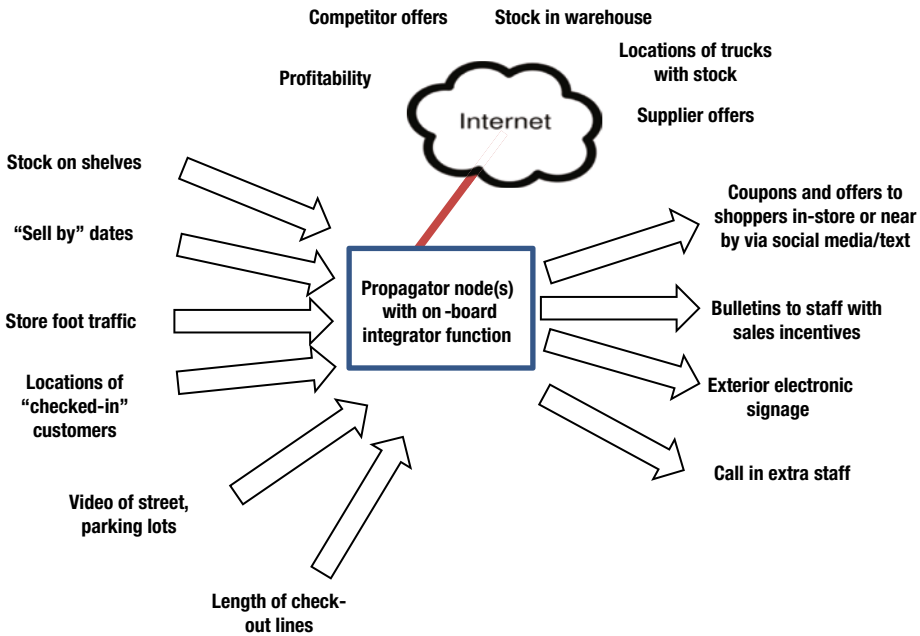 Competitor offers
Stock in warehouse
Locations of trucks
with stock
Profitability
Internet
Supplier offers
Stock on shelves
“Sell by” dates
Store foot traffic
Locations of
“checked-in”
customers
Video of street,
parking lots
Length of check-
out lines
Propagator node(s)
with on -board
integrator function
Coupons and offers to
shoppers in-store or near
by via social media/text
Bulletins to staff with
sales incentives
Exterior electronic
signage
Call in extra staff